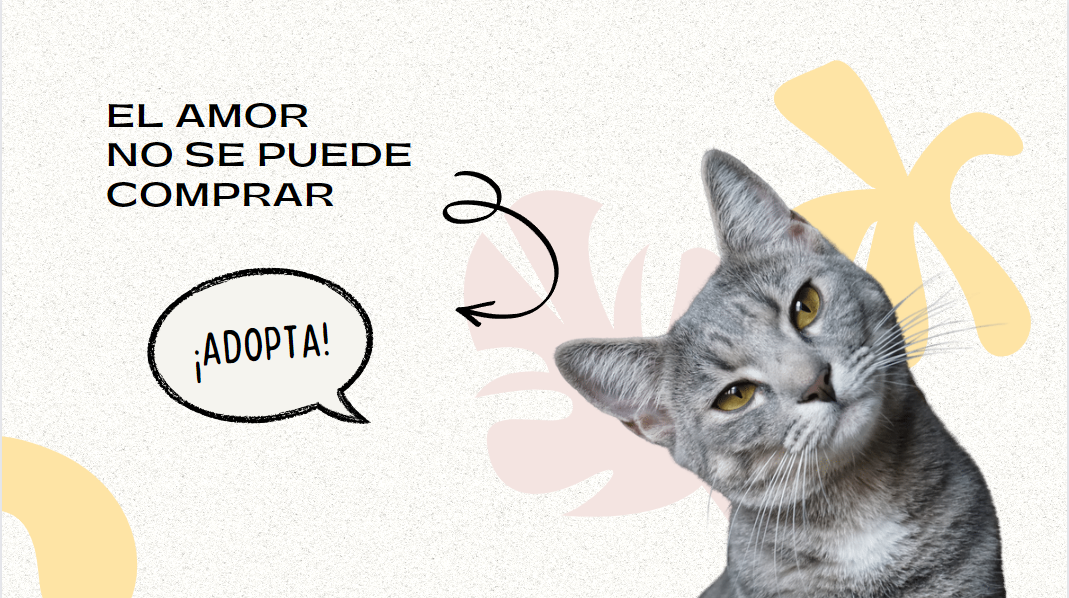 EL AMOR
NO SE PUEDE
COMPRAR
¡ADOPTA!